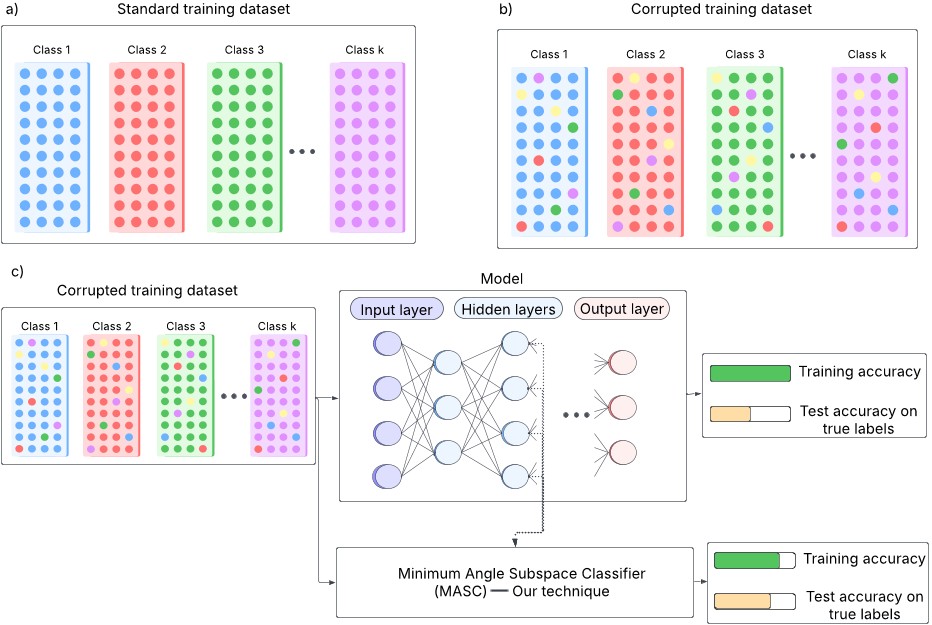 a)
Standard training dataset
Class 1
Class 2
Class 3
Class k
b)
Corrupted training dataset
Class 1
Class 2
Class 3
Class k
c)
Corrupted training dataset
Class 1
Class 2
Class 3
Class k
Model
Input layer
Hidden layers
Output layer
Training accuracy
Test accuracy on
true labels
Minimum Angle Subspace Classifier
(MASC) — Our technique
Training accuracy
Test accuracy on
true labels